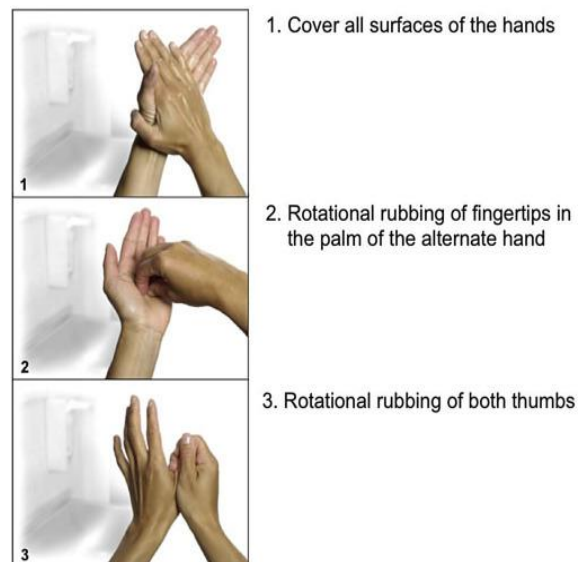 1. Cover all surfaces of the hands
1
2. Rotational rubbing of fingertips in
the palm of the alternate hand
2
3. Rotational rubbing of both thumbs
3